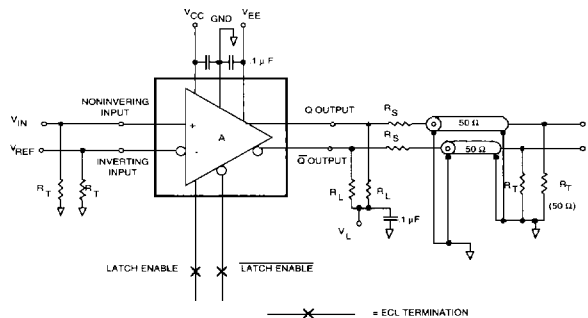 VCC
GND
VEE
.1 µF
NONINVERING
INPUT
VIN
Q OUTPUT
RS
50 Ω
+
A
RS
VREF
-
INVERTING
INPUT
Q̅ OUTPUT
50 Ω
RT
RT
RL
RL
RT
RT
(50 Ω)
.1 µF
VL
LATCH ENABLE
LATCH ENABLE
= ECL TERMINATION